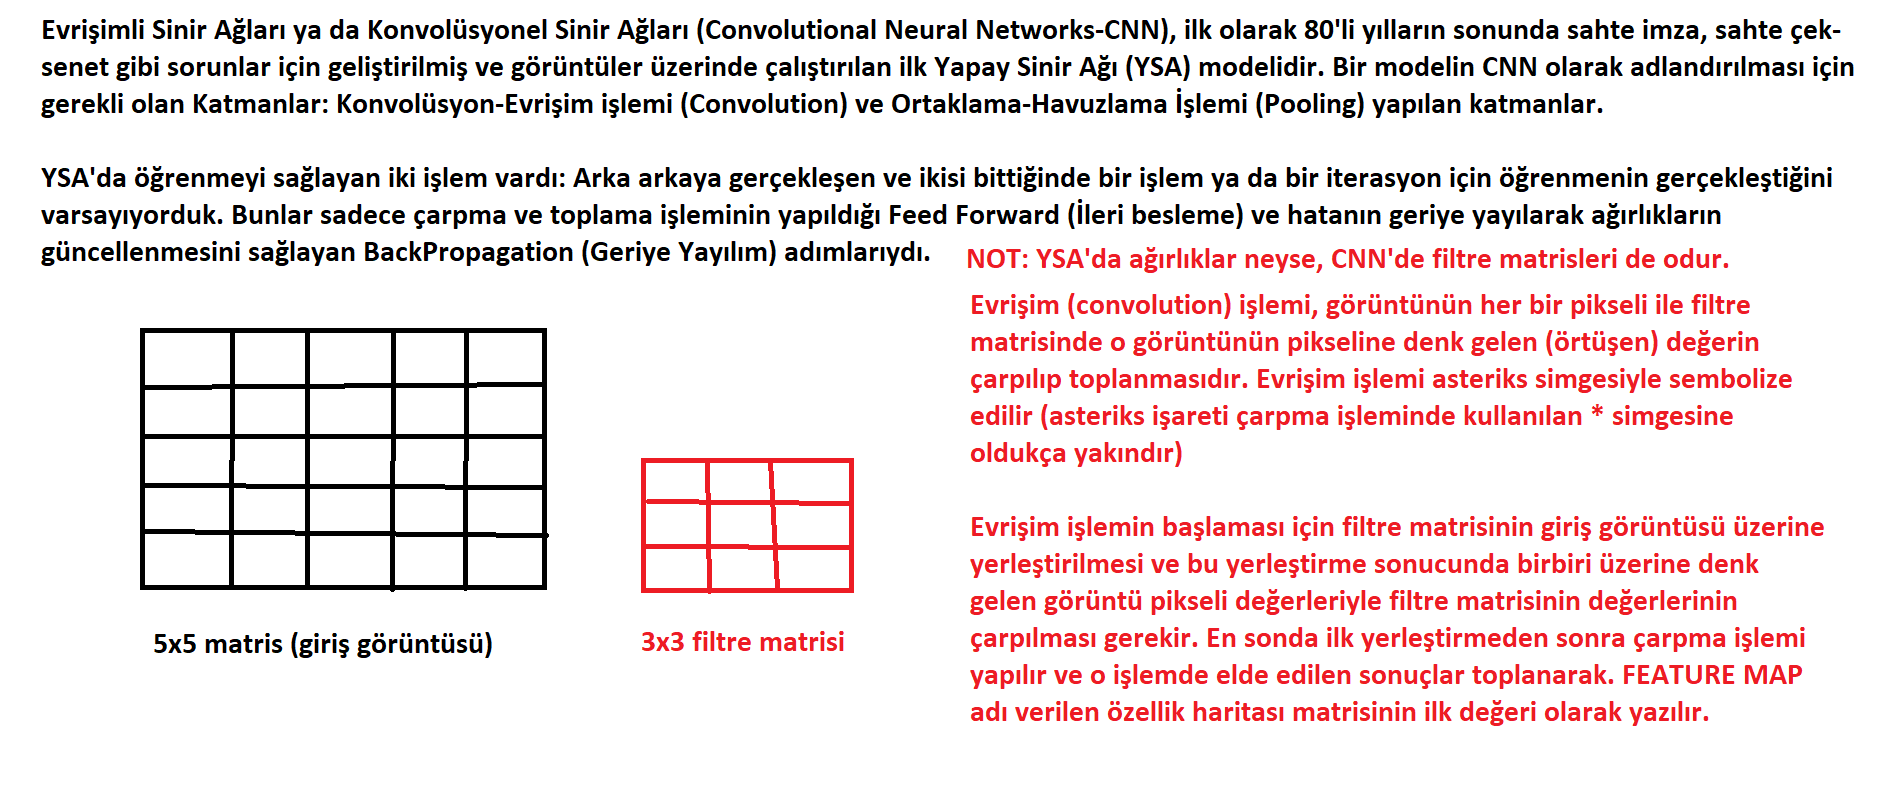 Evrişimli Sinir Ağları ya da Konvolüsyonel Sinir Ağları (Convolutional Neural Networks-CNN), ilk olarak 80'li yılların sonunda sahte imza, sahte çek-
senet gibi sorunlar için geliştirilmiş ve görüntüler üzerinde çalıştırılan ilk Yapay Sinir Ağı (YSA) modelidir. Bir modelin CNN olarak adlandırılması için
gerekli olan Katmanlar: Konvolüsyon-Evrişim işlemi (Convolution) ve Ortaklama-Havuzlama İşlemi (Pooling) yapılan katmanlar.
YSA'da öğrenmeyi sağlayan iki işlem vardı: Arka arkaya gerçekleşen ve ikisi bittiğinde bir işlem ya da bir iterasyon için öğrenmenin gerçekleştiğini
varsayıyorduk. Bunlar sadece çarpma ve toplama işleminin yapıldığı Feed Forward (İleri besleme) ve hatanın geriye yayılarak ağırlıkların
güncellenmesini sağlayan BackPropagation (Geriye Yayılım) adımlarıydı.
NOT: YSA'da ağırlıklar neyse, CNN'de filtre matrisleri de odur.
Evrişim (convolution) işlemi, görüntünün her bir pikseli ile filtre
matrisinde o görüntünün pikseline denk gelen (örtüşen) değerin
çarpılıp toplanmasıdır. Evrişim işlemi asteriks simgesiyle sembolize
edilir (asteriks işareti çarpma işleminde kullanılan * simgesine
oldukça yakındır)
Evrişim işlemin başlaması için filtre matrisinin giriş görüntüsü üzerine
yerleştirilmesi ve bu yerleştirme sonucunda birbiri üzerine denk
gelen görüntü pikseli değerleriyle filtre matrisinin değerlerinin
çarpılması gerekir. En sonda ilk yerleştirmeden sonra çarpma işlemi
yapılır ve o işlemde elde edilen sonuçlar toplanarak. FEATURE MAP
adı verilen özellik haritası matrisinin ilk değeri olarak yazılır.
5x5 matris (giriş görüntüsü)
3x3 filtre matrisi